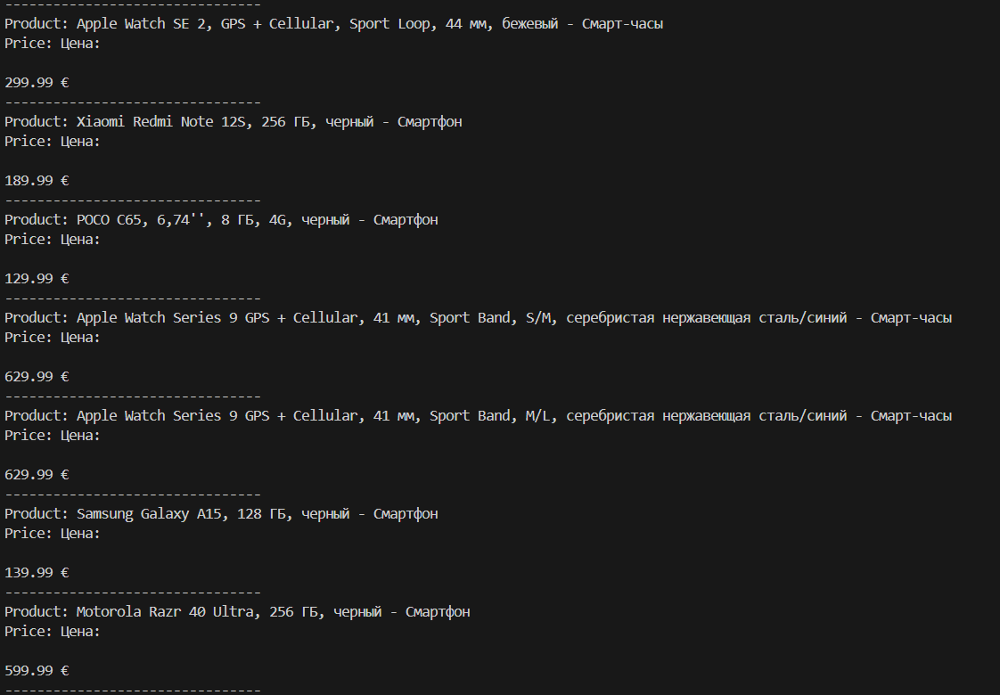 --------------------------------
Product: Apple Watch SE 2, GPS + Cellular, Sport Loop, 44 мм, бежевый - Смарт-часы
Price: Цена:
299.99 €
--------------------------------
Product: Xiaomi Redmi Note 12S, 256 ГБ, черный - Смартфон
Price: Цена:
189.99 €
--------------------------------
Product: POCO C65, 6,74'', 8 ГБ, 4G, черный - Смартфон
Price: Цена:
129.99 €
--------------------------------
Product: Apple Watch Series 9 GPS + Cellular, 41 мм, Sport Band, S/M, серебристая нержавеющая сталь/синий - Смарт-часы
Price: Цена:
629.99 €
--------------------------------
Product: Apple Watch Series 9 GPS + Cellular, 41 мм, Sport Band, M/L, серебристая нержавеющая сталь/синий - Смарт-часы
Price: Цена:
629.99 €
--------------------------------
Product: Samsung Galaxy A15, 128 ГБ, черный - Смартфон
Price: Цена:
139.99 €
--------------------------------
Product: Motorola Razr 40 Ultra, 256 ГБ, черный - Смартфон
Price: Цена:
599.99 €
--------------------------------